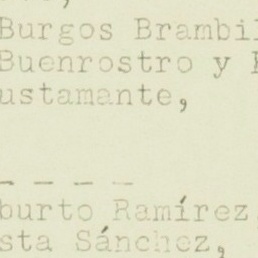 Burgos Brambil
Buenrostro y
ustamante,
- - - - -
burto Ramírez
sta Sánchez,